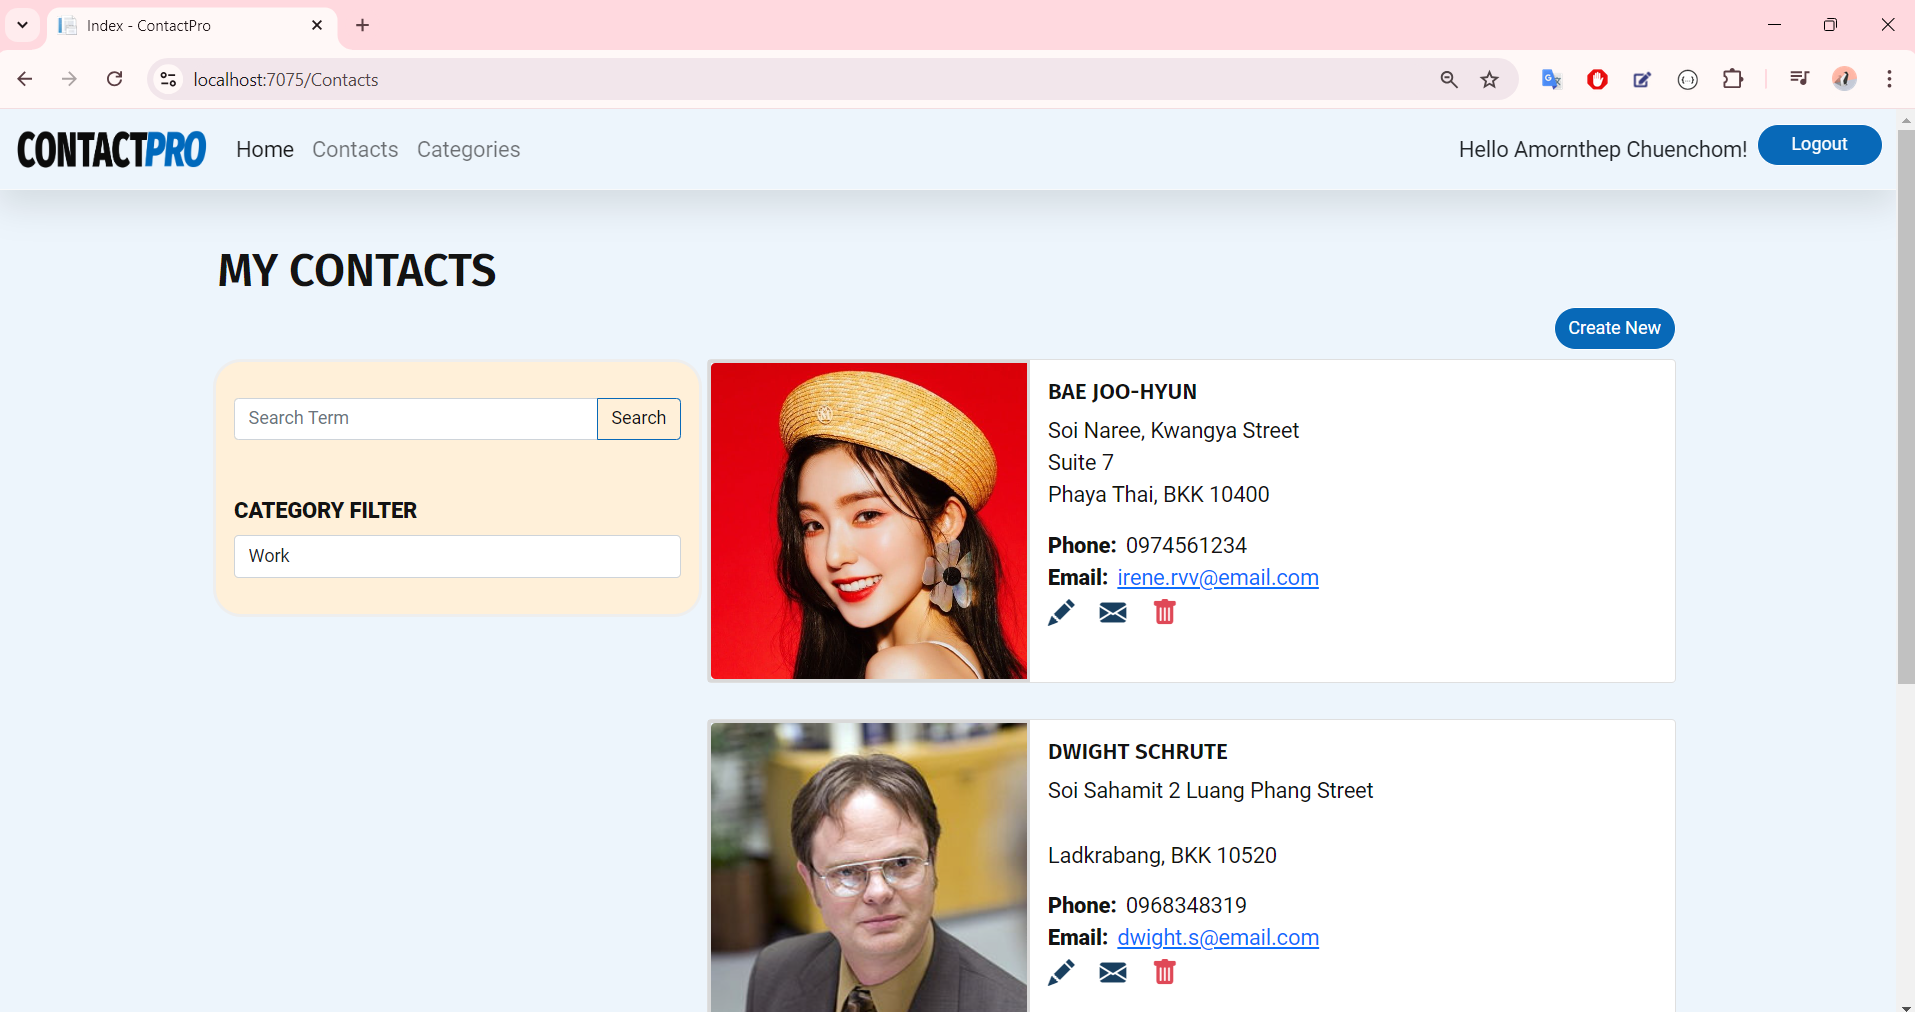 Index - ContactPro
localhost:7075/Contacts
CONTACTPRO
Home
Contacts
Categories
Hello Amornthep Chuenchom!
Logout
MY CONTACTS
Create New
Search Term
Search
CATEGORY FILTER
Work
BAE JOO-HYUN
Soi Naree, Kwangya Street
Suite 7
Phaya Thai, BKK 10400
Phone: 0974561234
Email: irene.rvv@email.com
DWIGHT SCHRUTE
Soi Sahamit 2 Luang Phang Street
Ladkrabang, BKK 10520
Phone: 0968348319
Email: dwight.s@email.com